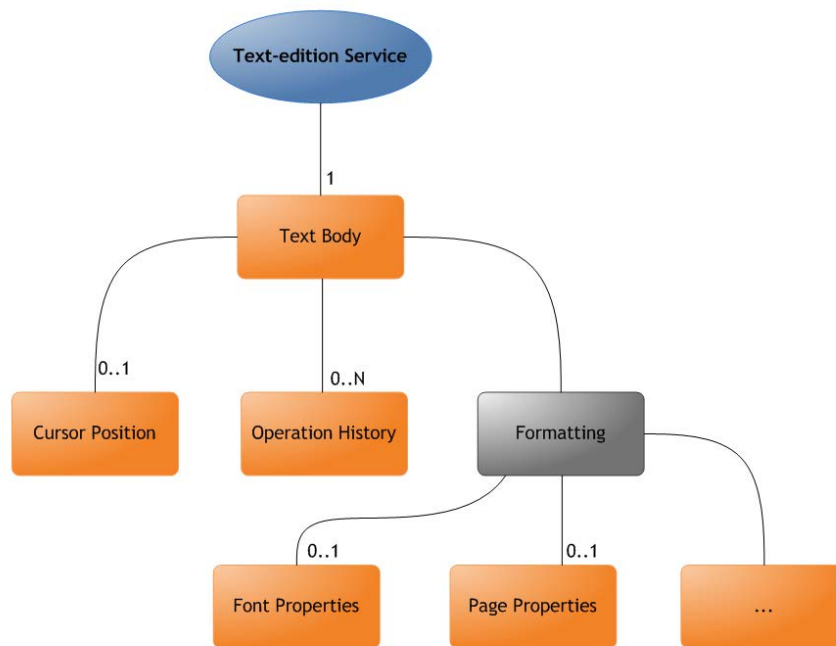 Text-edition Service
1
Text Body
0..1
0..N
Cursor Position
Operation History
Formatting
0..1
0..1
Font Properties
Page Properties
...